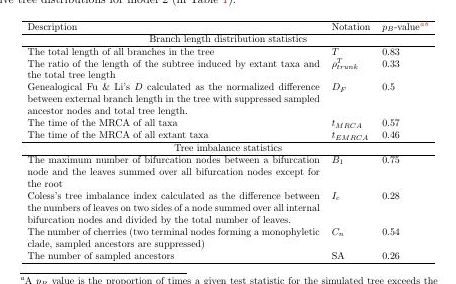 ive tree distributions for model 2 (in Table 1).
Description Notation pB-value^a
Branch length distribution statistics
The total length of all branches in the tree T 0.83
The ratio of the length of the subtree induced by extant taxa and ρ^T_trunk 0.33
the total tree length
Genealogical Fu & Li's D calculated as the normalized difference D_F 0.5
between external branch length in the tree with suppressed sampled
ancestor nodes and total tree length.
The time of the MRCA of all taxa t_MRCA 0.57
The time of the MRCA of all extant taxa t_EMRCA 0.46
Tree imbalance statistics
The maximum number of bifurcation nodes between a bifurcation B_1 0.75
node and the leaves summed over all bifurcation nodes except for
the root
Coless's tree imbalance index calculated as the difference between I_c 0.28
the numbers of leaves on two sides of a node summed over all internal
bifurcation nodes and divided by the total number of leaves.
The number of cherries (two terminal nodes forming a monophyletic C_n 0.54
clade, sampled ancestors are suppressed)
The number of sampled ancestors SA 0.26
^aA pB value is the proportion of times a given test statistic for the simulated tree exceeds the